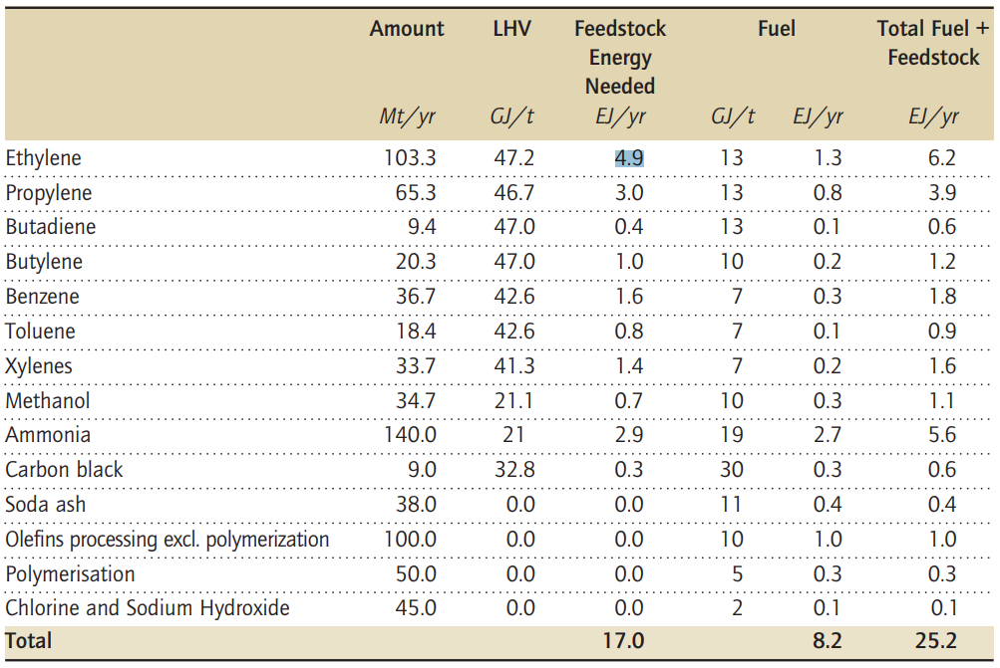 Amount LHV Feedstock Fuel Total Fuel +
Energy Feedstock
Needed
Mt/yr GJ/t EJ/yr GJ/t EJ/yr EJ/yr
Ethylene 103.3 47.2 4.9 13 1.3 6.2
Propylene 65.3 46.7 3.0 13 0.8 3.9
Butadiene 9.4 47.0 0.4 13 0.1 0.6
Butylene 20.3 47.0 1.0 10 0.2 1.2
Benzene 36.7 42.6 1.6 7 0.3 1.8
Toluene 18.4 42.6 0.8 7 0.1 0.9
Xylenes 33.7 41.3 1.4 7 0.2 1.6
Methanol 34.7 21.1 0.7 10 0.3 1.1
Ammonia 140.0 21 2.9 19 2.7 5.6
Carbon black 9.0 32.8 0.3 30 0.3 0.6
Soda ash 38.0 0.0 0.0 11 0.4 0.4
Olefins processing excl. polymerization 100.0 0.0 0.0 10 1.0 1.0
Polymerisation 50.0 0.0 0.0 5 0.3 0.3
Chlorine and Sodium Hydroxide 45.0 0.0 0.0 2 0.1 0.1
Total 17.0 8.2 25.2